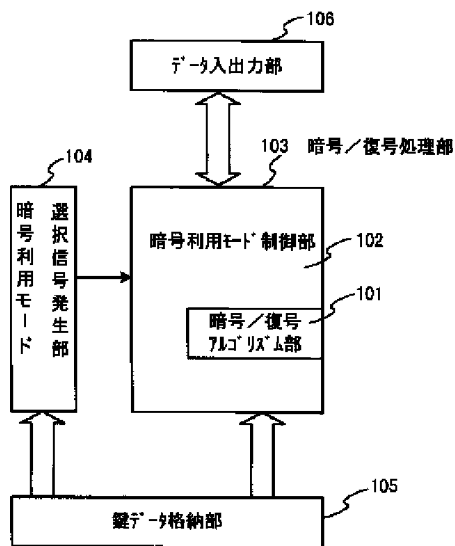 106
データ入出力部
103 暗号／復号処理部
104
暗号利用モード
選択信号発生部
暗号利用モード制御部
102
101
暗号／復号
アルゴリズム部
105
鍵データ格納部